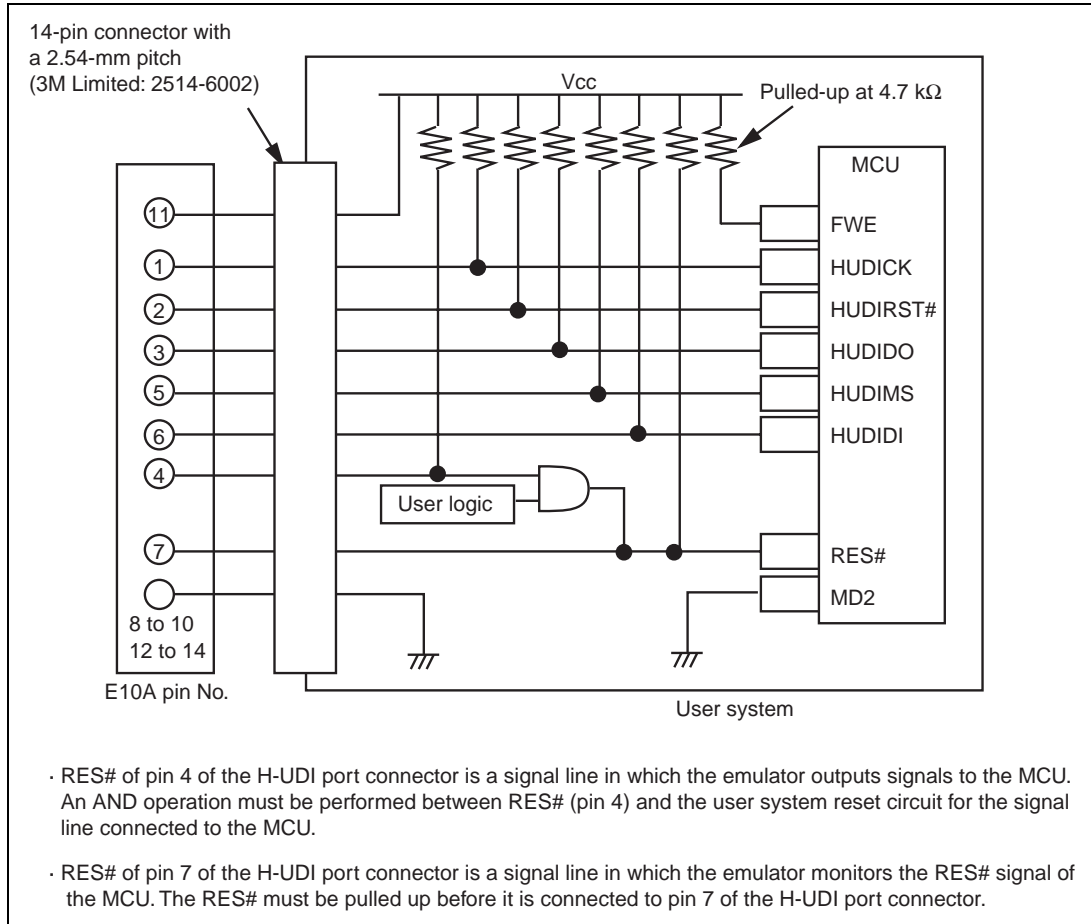 14-pin connector with
a 2.54-mm pitch
(3M Limited: 2514-6002)
Vcc
Pulled-up at 4.7 kΩ
MCU
11
FWE
1
HUDICK
2
HUDIRST#
3
HUDIDO
5
HUDIMS
6
HUDIDI
4
User logic
7
RES#
MD2
8 to 10
12 to 14
E10A pin No.
User system
· RES# of pin 4 of the H-UDI port connector is a signal line in which the emulator outputs signals to the MCU.
An AND operation must be performed between RES# (pin 4) and the user system reset circuit for the signal
line connected to the MCU.
· RES# of pin 7 of the H-UDI port connector is a signal line in which the emulator monitors the RES# signal of
the MCU. The RES# must be pulled up before it is connected to pin 7 of the H-UDI port connector.